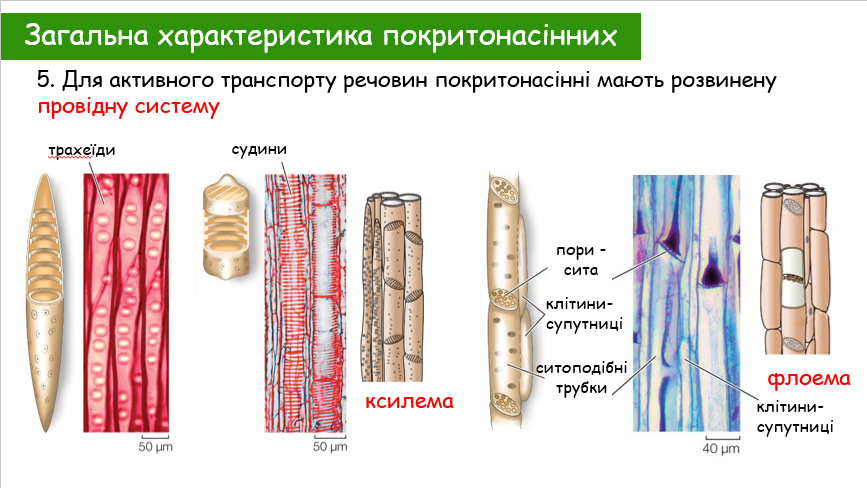 Загальна характеристика покритонасінних
5. Для активного транспорту речовин покритонасінні мають розвинену
провідну систему
трахеїди
судини
пори -
сита
клітини-
супутниці
ситоподібні
трубки
ксилема
флоема
клітини-
супутниці
50 µm
50 µm
40 µm